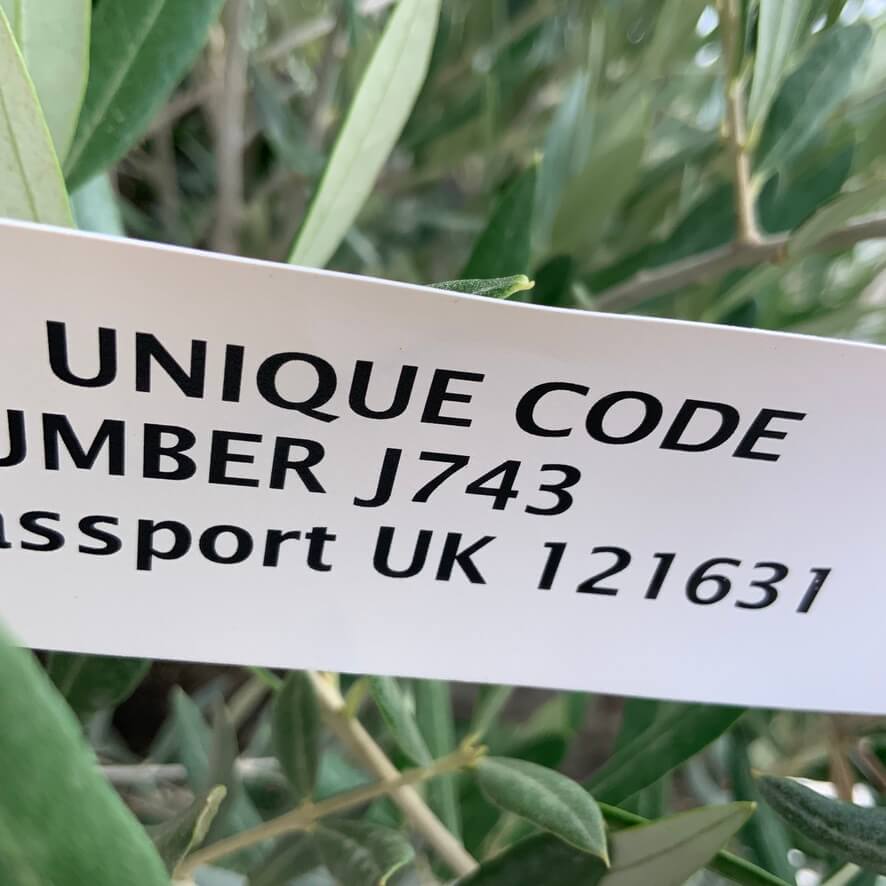 UNIQUE CODE
UMBER J743
assport UK 121631